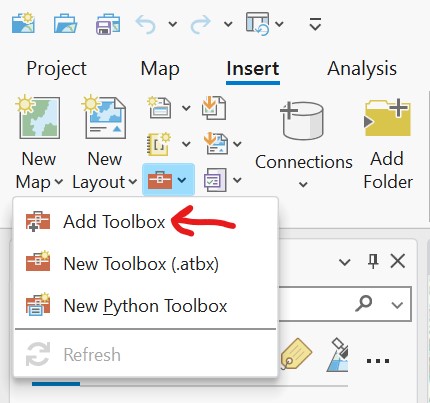 Project Map Insert Analysis
New Map New Layout Connections Add Folder
Add Toolbox
New Toolbox (.atbx)
New Python Toolbox
Refresh